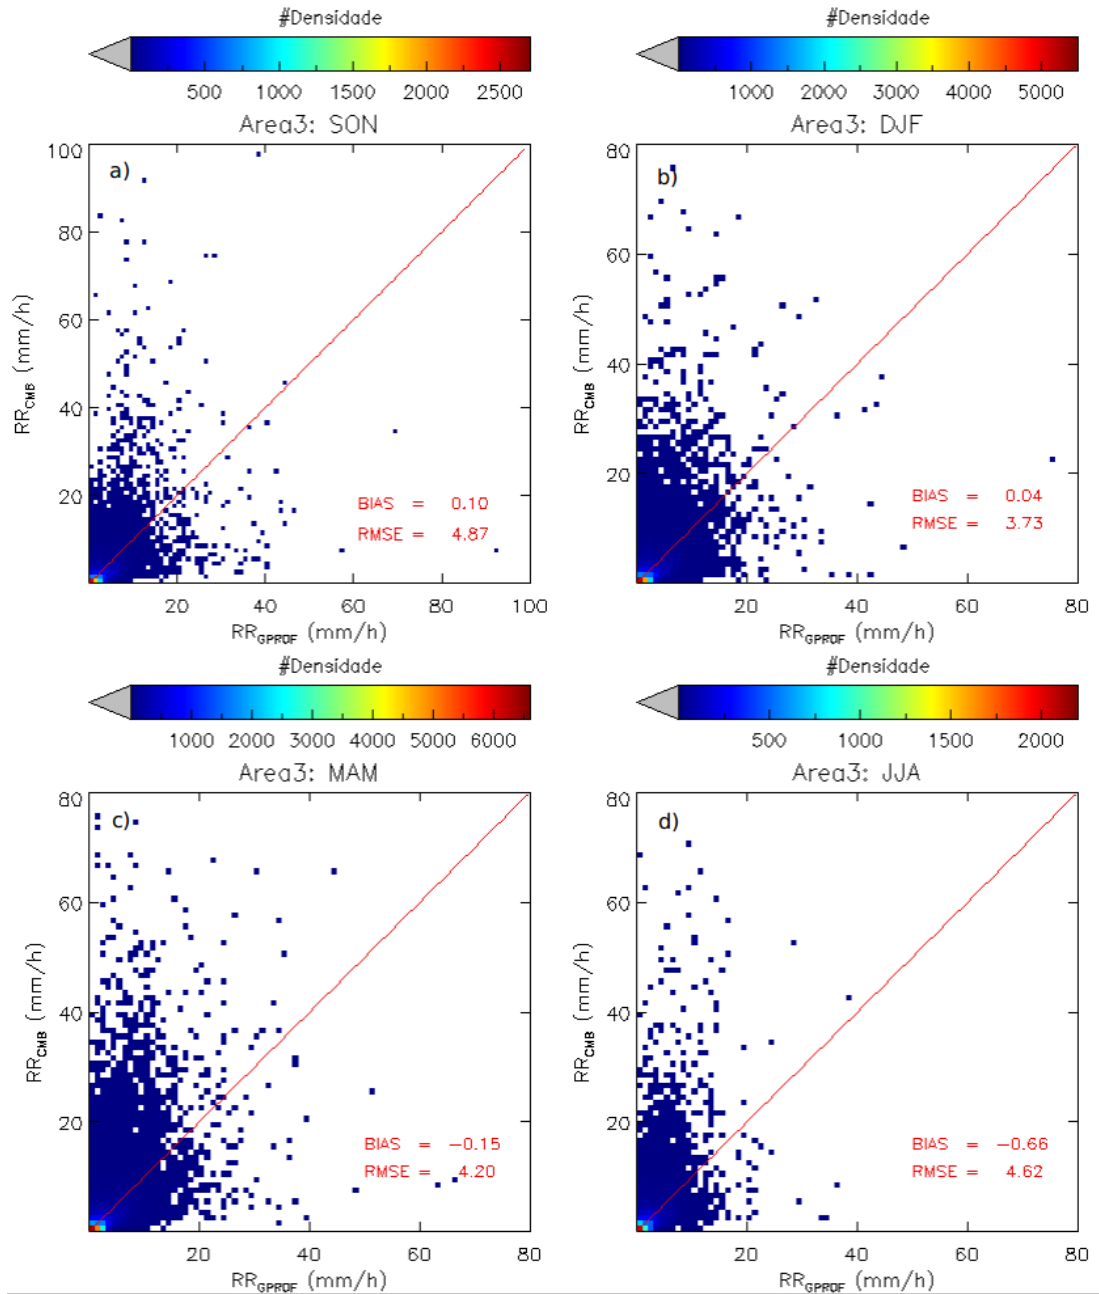 #Densidade
500 1000 1500 2000 2500
Area3: SON
a)
100
80
60
40
20
RR_CMB (mm/h)
BIAS = 0.10
RMSE = 4.87
20 40 60 80 100
RR_GPROF (mm/h)
#Densidade
1000 2000 3000 4000 5000
Area3: DJF
b)
80
60
40
20
RR_CMB (mm/h)
BIAS = 0.04
RMSE = 3.73
20 40 60 80
RR_GPROF (mm/h)
#Densidade
1000 2000 3000 4000 5000 6000
Area3: MAM
c)
80
60
40
20
RR_CMB (mm/h)
BIAS = −0.15
RMSE = 4.20
20 40 60 80
RR_GPROF (mm/h)
#Densidade
500 1000 1500 2000
Area3: JJA
d)
80
60
40
20
RR_CMB (mm/h)
BIAS = −0.66
RMSE = 4.62
20 40 60 80
RR_GPROF (mm/h)